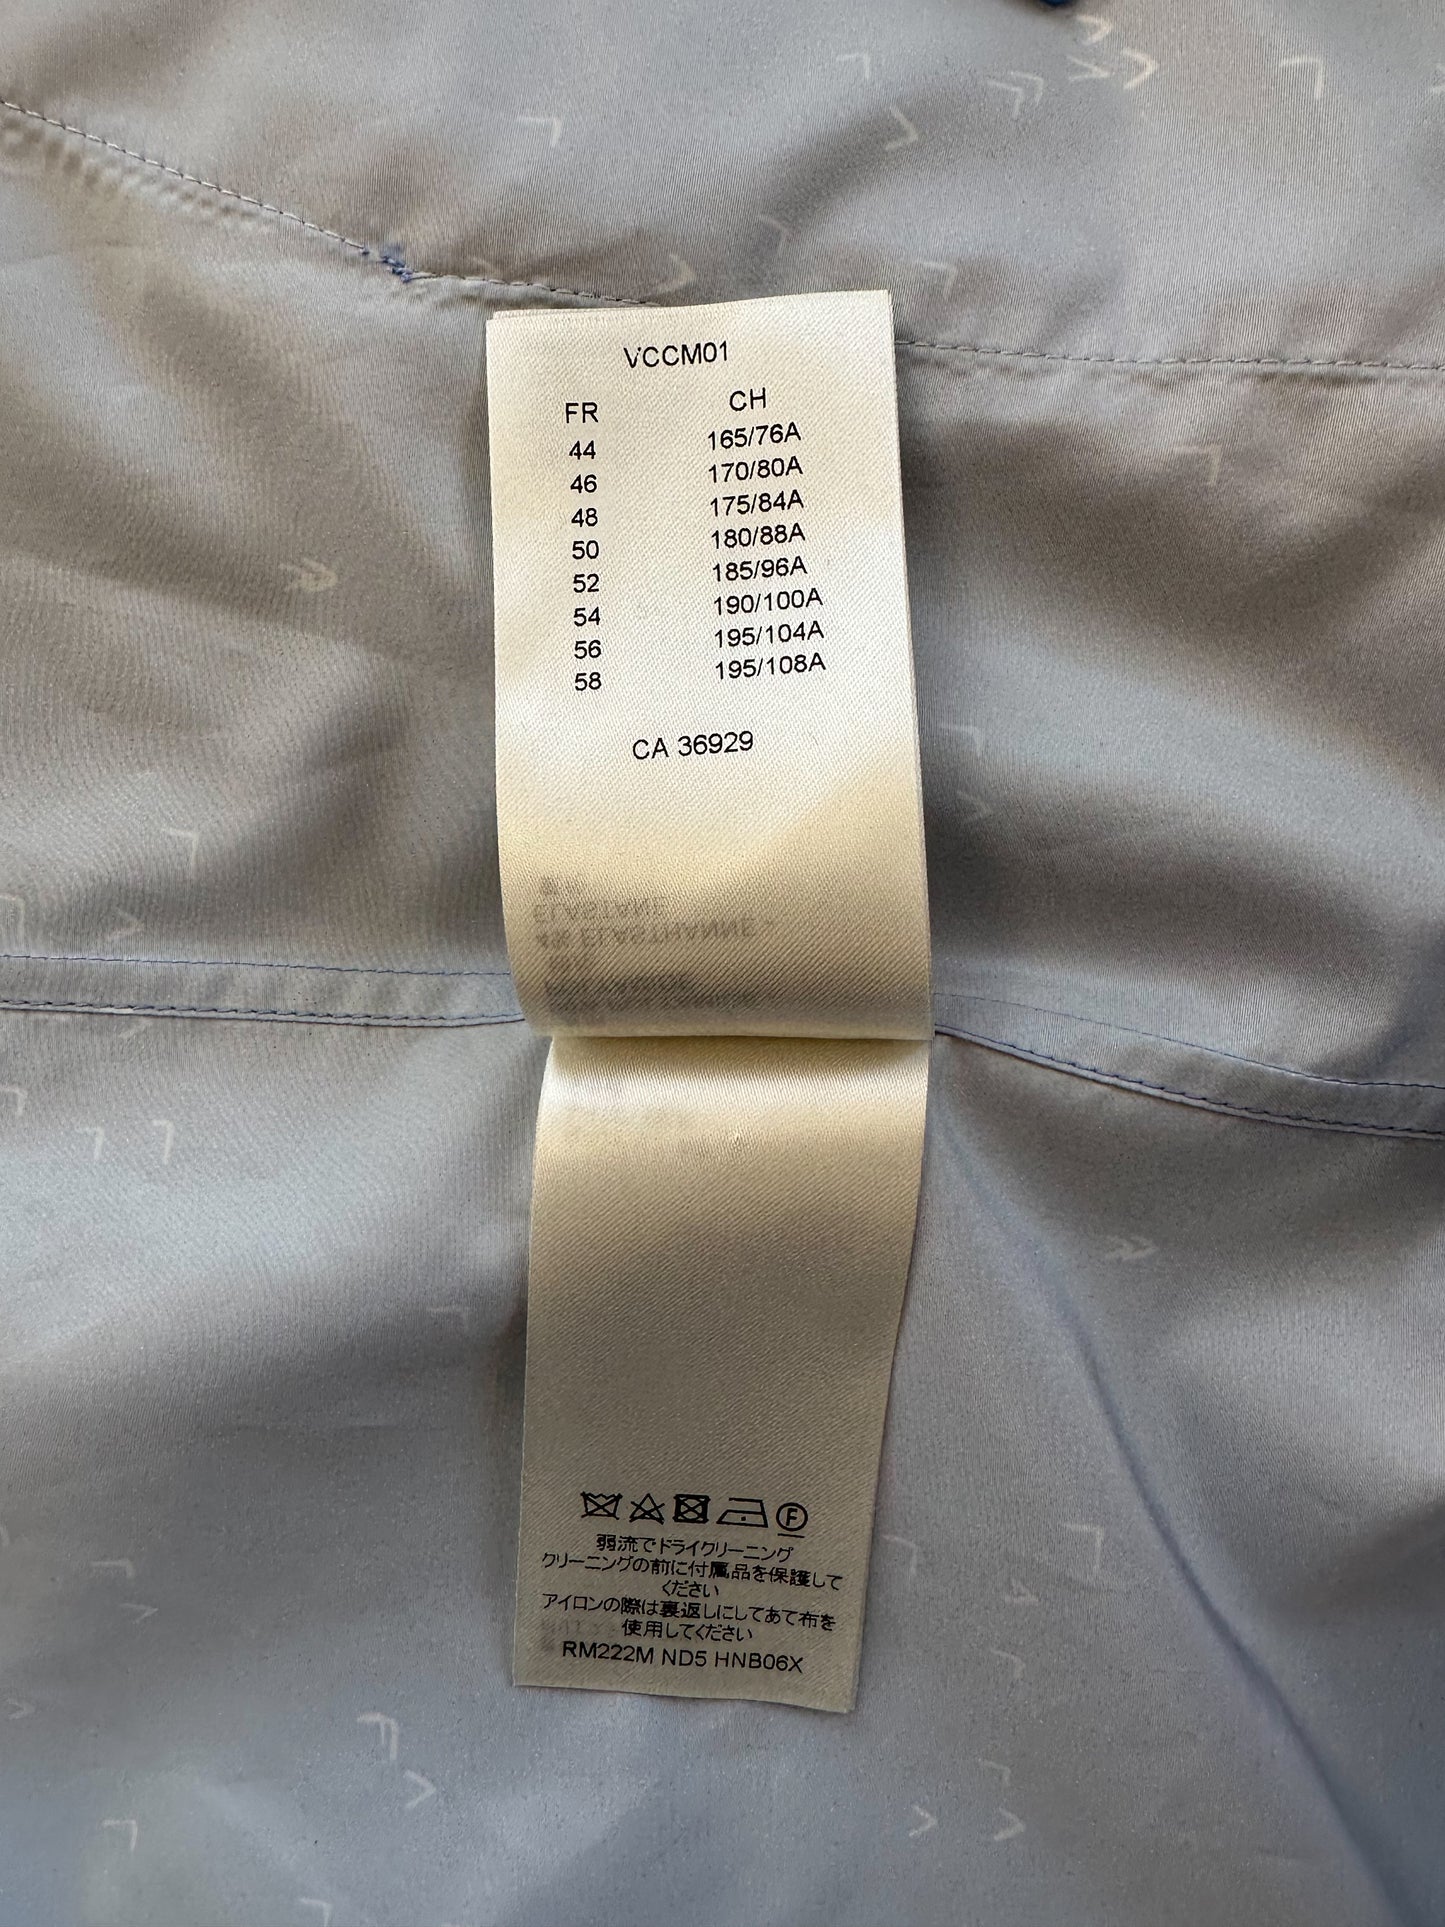 VCCM01
FR CH
44 165/76A
46 170/80A
48 175/84A
50 180/88A
52 185/96A
54 190/100A
56 195/104A
58 195/108A
CA 36929
ELASTANE
4% ELASTHANNE -
F
弱流でドライクリーニング
クリーニングの前に付属品を保護して
ください
アイロンの際は裏返しにしてあて布を
使用してください
RM222M ND5 HNB06X